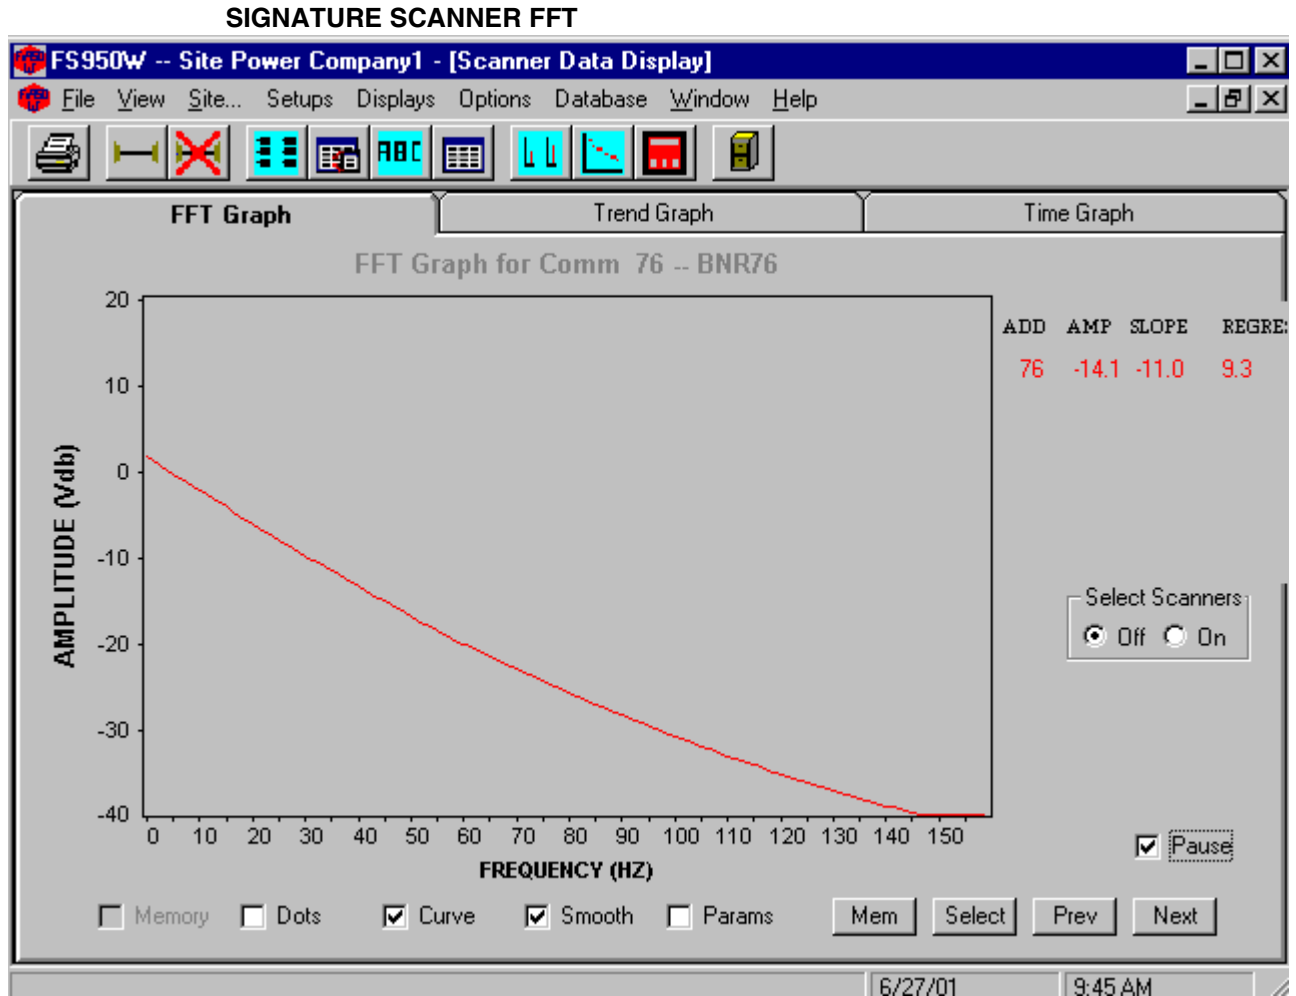 SIGNATURE SCANNER FFT
FS950W -- Site Power Company1 - [Scanner Data Display]
File View Site... Setups Displays Options Database Window Help
ABC
FFT Graph Trend Graph Time Graph
FFT Graph for Comm 76 -- BNR76
ADD AMP SLOPE REGRE:
76 -14.1 -11.0 9.3
AMPLITUDE (Vdb)
20
10
0
-10
-20
-30
-40
0 10 20 30 40 50 60 70 80 90 100 110 120 130 140 150
FREQUENCY (HZ)
Select Scanners
Off On
Pause
Memory Dots Curve Smooth Params Mem Select Prev Next
6/27/01 9:45 AM